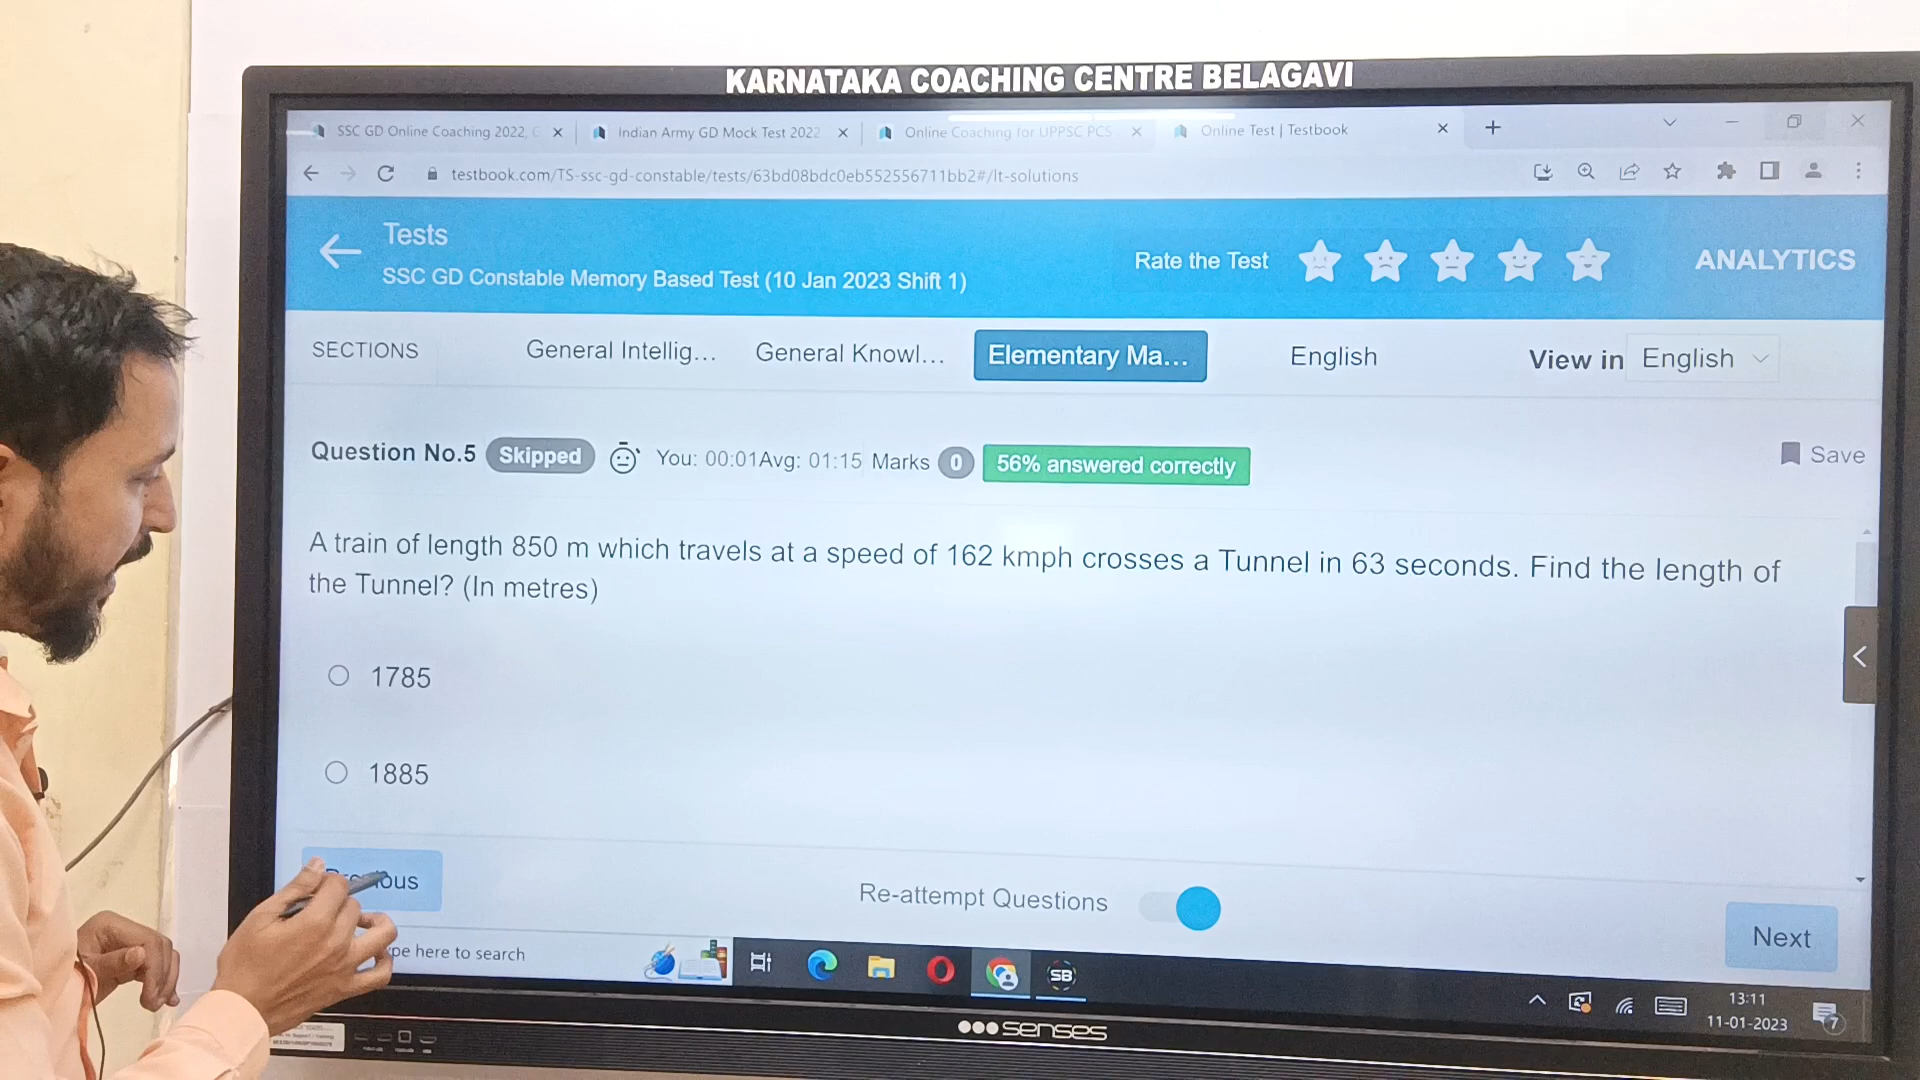 KARNATAKA COACHING CENTRE BELAGAVI
SSC GD Online Coaching 2022, G
Indian Army GD Mock Test 2022
Online Coaching for UPPSC PCS
Online Test | Testbook
testbook.com/TS-ssc-gd-constable/tests/63bd08bdc0eb552556711bb2#/lt-solutions
Tests
SSC GD Constable Memory Based Test (10 Jan 2023 Shift 1)
Rate the Test
ANALYTICS
SECTIONS
General Intellig...
General Knowl...
Elementary Ma...
English
View in English
Question No.5 Skipped You: 00:01Avg: 01:15 Marks 0 56% answered correctly
Save
A train of length 850 m which travels at a speed of 162 kmph crosses a Tunnel in 63 seconds. Find the length of
the Tunnel? (In metres)
1785
1885
Re-attempt Questions
Next
here to search
SB
13:11
11-01-2023
7
senses